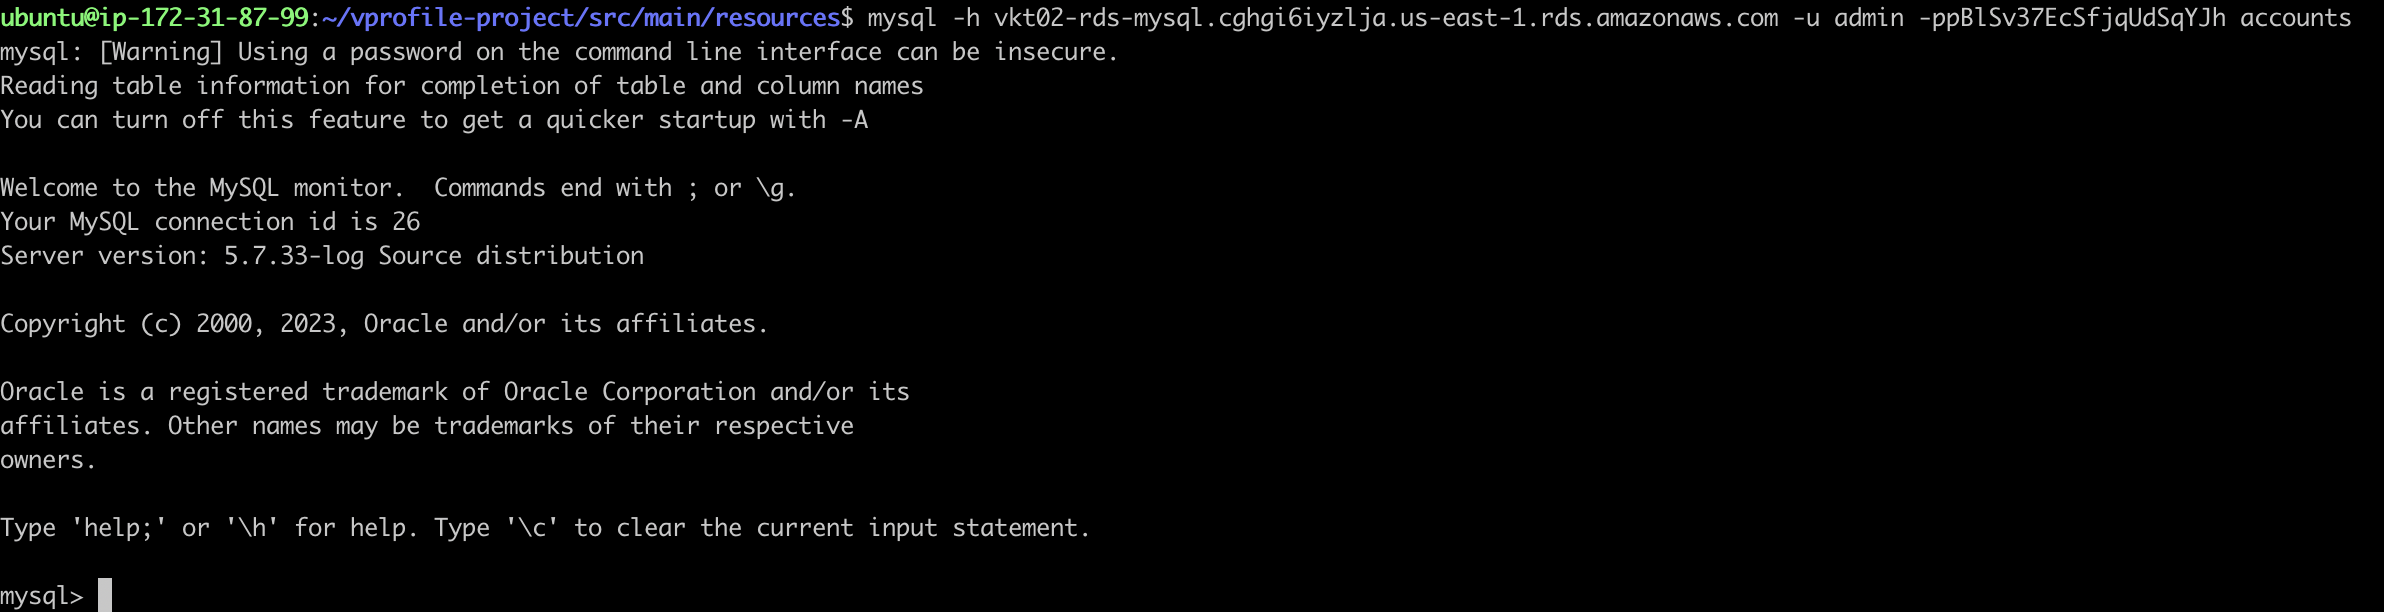 ubuntu@ip-172-31-87-99:~/vprofile-project/src/main/resources$ mysql -h vkt02-rds-mysql.cghgi6iyzlja.us-east-1.rds.amazonaws.com -u admin -ppBlSv37EcSfjqUdSqYJh accounts
mysql: [Warning] Using a password on the command line interface can be insecure.
Reading table information for completion of table and column names
You can turn off this feature to get a quicker startup with -A
Welcome to the MySQL monitor.  Commands end with ; or \g.
Your MySQL connection id is 26
Server version: 5.7.33-log Source distribution
Copyright (c) 2000, 2023, Oracle and/or its affiliates.
Oracle is a registered trademark of Oracle Corporation and/or its
affiliates. Other names may be trademarks of their respective
owners.
Type 'help;' or '\h' for help. Type '\c' to clear the current input statement.
mysql>